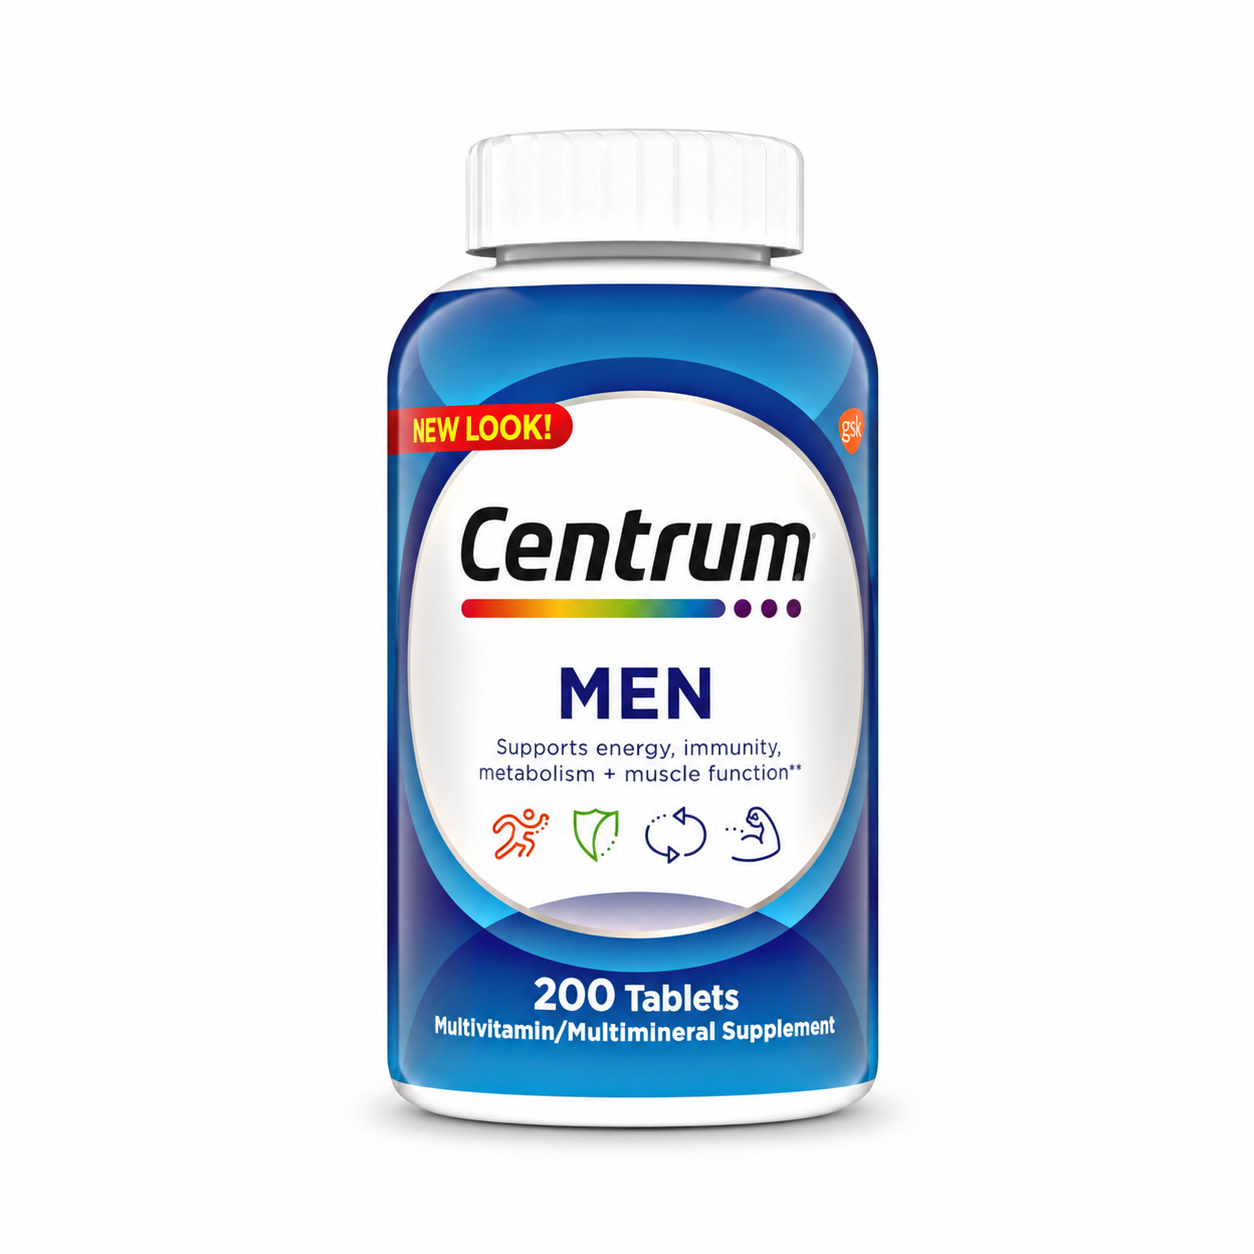 NEW LOOK!
gsk
Centrum
MEN
Supports energy, immunity,
metabolism + muscle function**
200 Tablets
Multivitamin/Multimineral Supplement